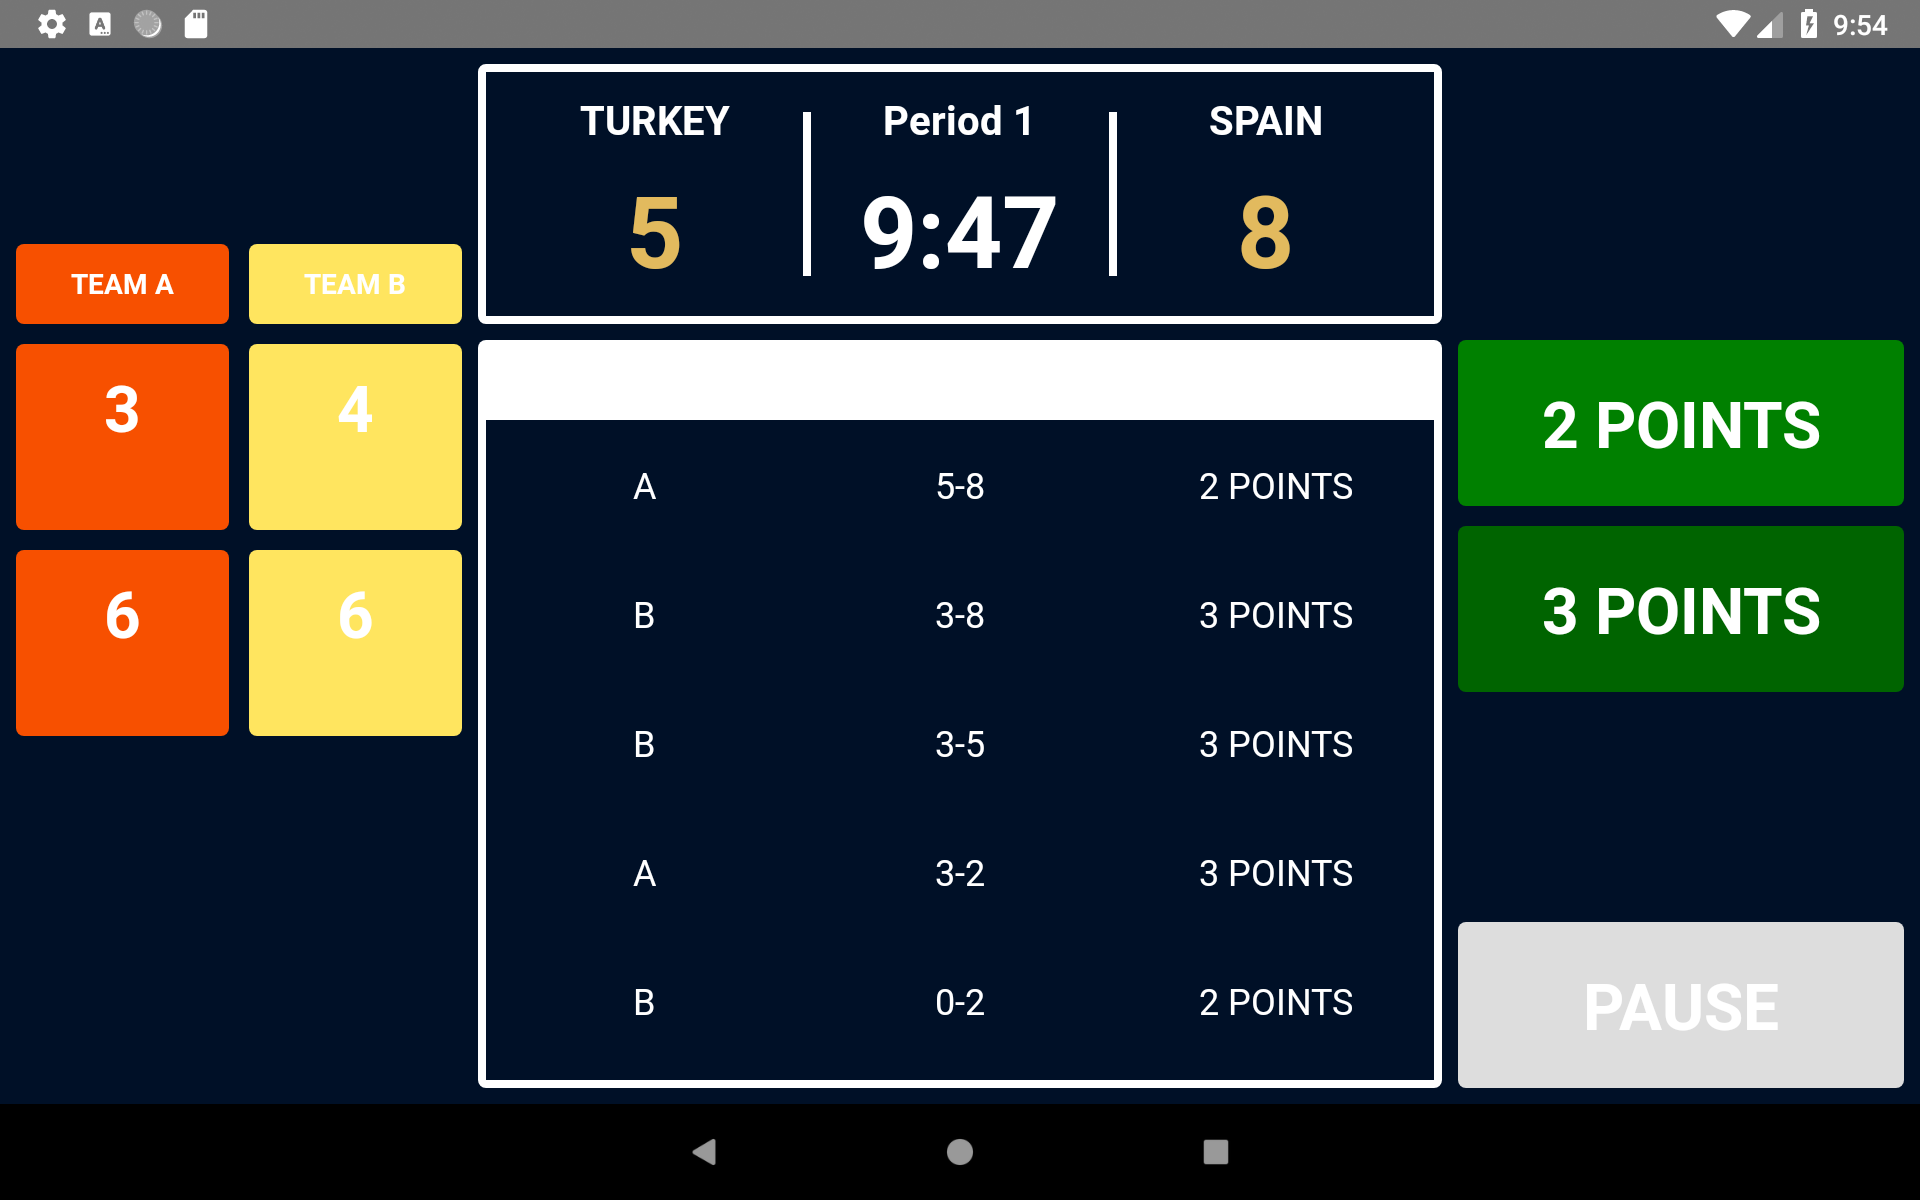 9:54
TURKEY
Period 1
SPAIN
5
9:47
8
TEAM A
TEAM B
3
4
6
6
A 5-8 2 POINTS
B 3-8 3 POINTS
B 3-5 3 POINTS
A 3-2 3 POINTS
B 0-2 2 POINTS
2 POINTS
3 POINTS
PAUSE